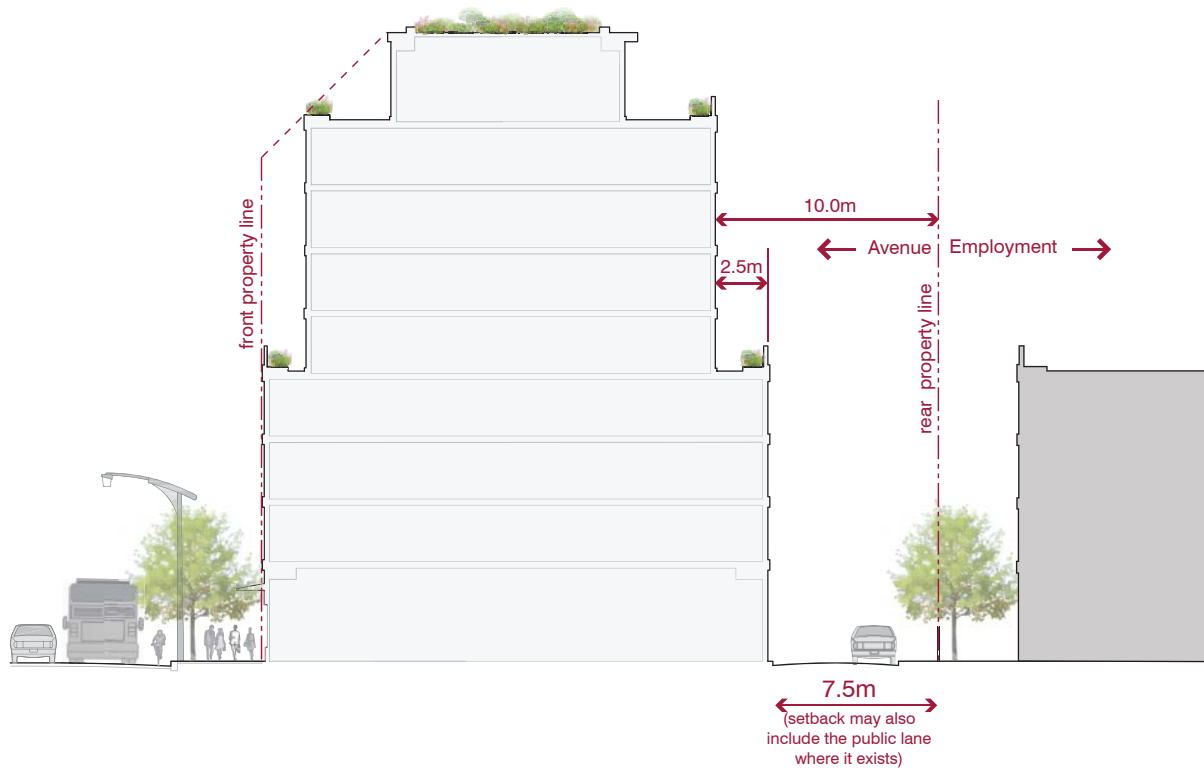 front property line
10.0m
Avenue
Employment
2.5m
rear property line
7.5m
(setback may also
include the public lane
where it exists)